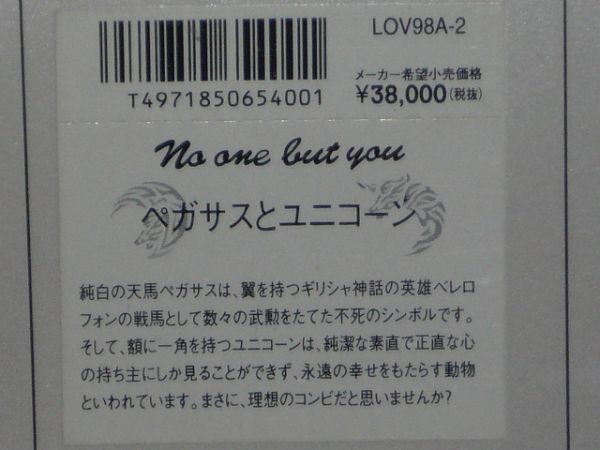 LOV98A-2
メーカー希望小売価格
¥38,000(税抜)
T4971850654001
No one but you
ペガサスとユニコーン
純白の天馬ペガサスは、翼を持つギリシャ神話の英雄ベレロ
フォンの戦馬として数々の武勲をたてた不死のシンボルです。
そして、額に一角を持つユニコーンは、純潔な素直で正直な心
の持ち主にしか見ることができず、永遠の幸せをもたらす動物
といわれています。まさに、理想のコンビだと思いませんか?